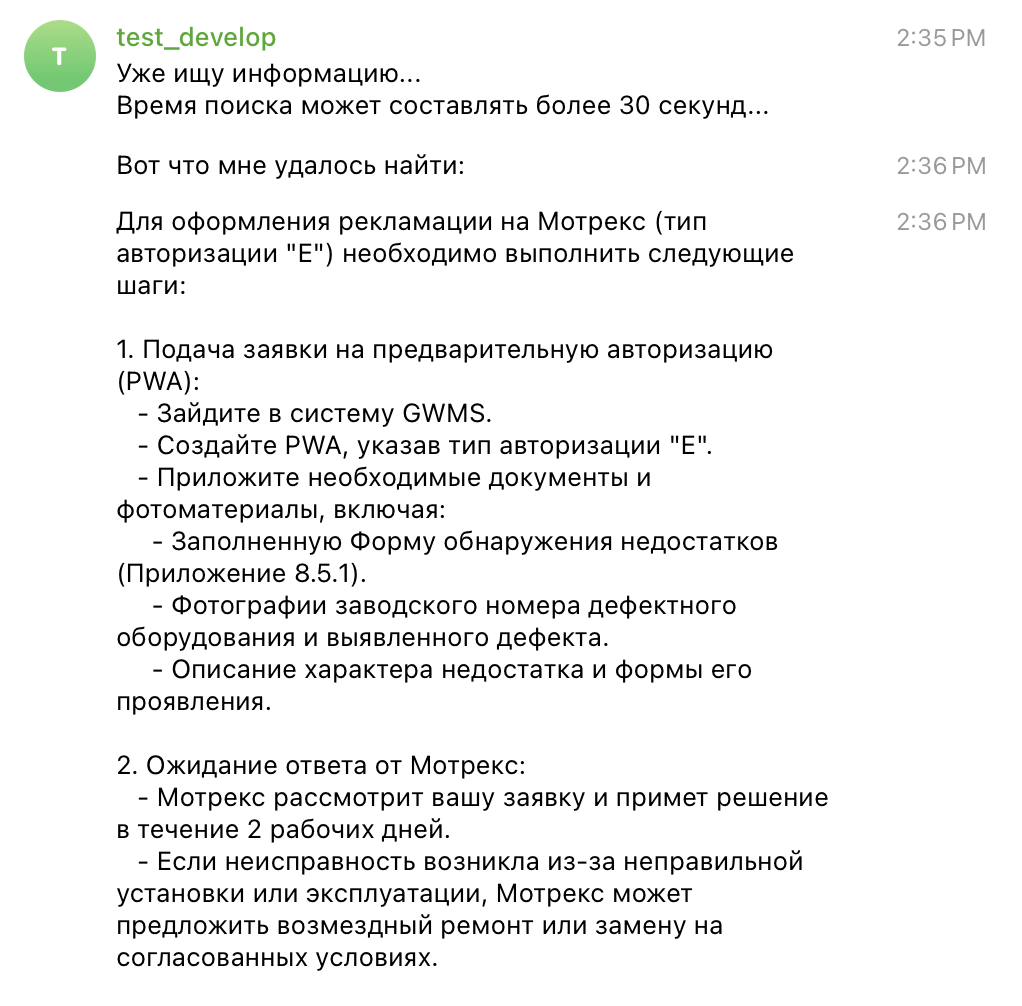 T
test_develop 2:35 PM
Уже ищу информацию...
Время поиска может составлять более 30 секунд...
Вот что мне удалось найти: 2:36 PM
Для оформления рекламации на Мотрекс (тип 2:36 PM
авторизации "E") необходимо выполнить следующие
шаги:
1. Подача заявки на предварительную авторизацию
(PWA):
- Зайдите в систему GWMS.
- Создайте PWA, указав тип авторизации "E".
- Приложите необходимые документы и
фотоматериалы, включая:
- Заполненную Форму обнаружения недостатков
(Приложение 8.5.1).
- Фотографии заводского номера дефектного
оборудования и выявленного дефекта.
- Описание характера недостатка и формы его
проявления.
2. Ожидание ответа от Мотрекс:
- Мотрекс рассмотрит вашу заявку и примет решение
в течение 2 рабочих дней.
- Если неисправность возникла из-за неправильной
установки или эксплуатации, Мотрекс может
предложить возмездный ремонт или замену на
согласованных условиях.